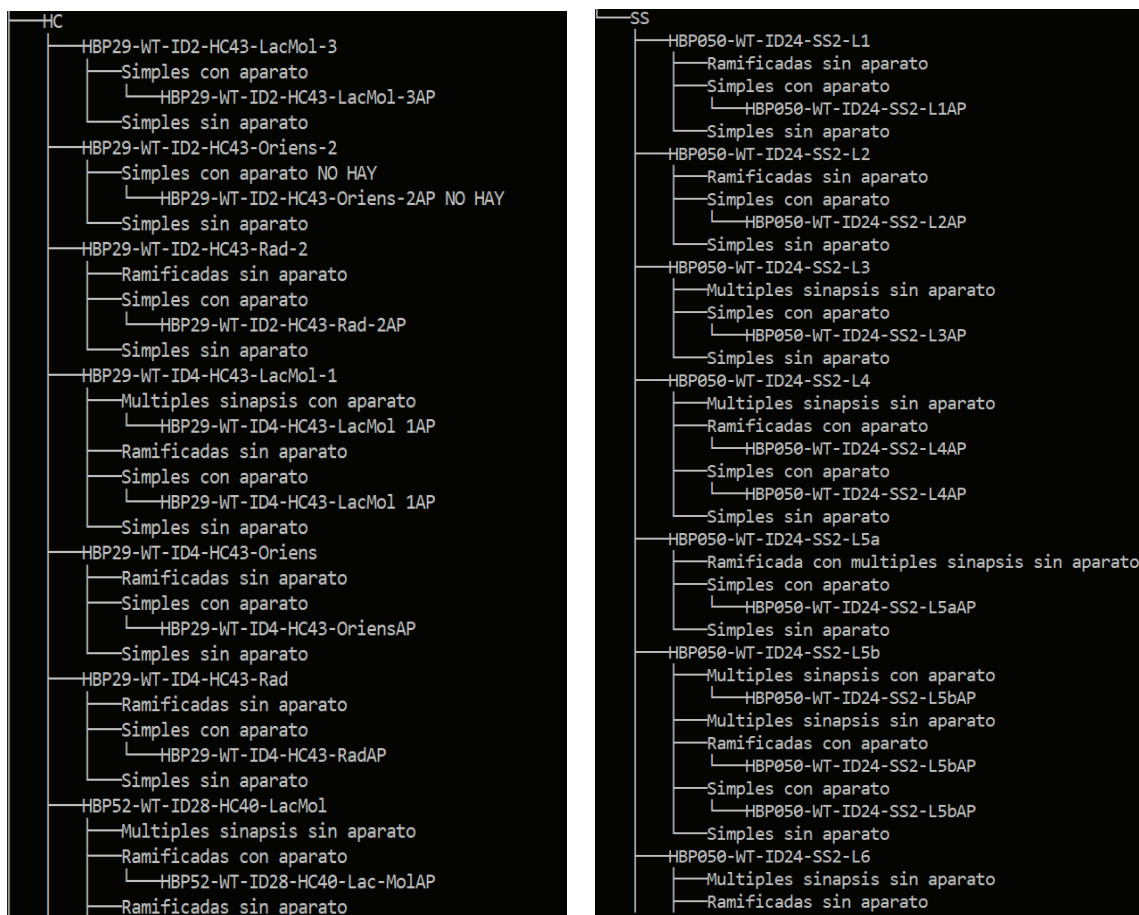 HC
HBP29-WT-ID2-HC43-LacMol-3
Simples con aparato
HBP29-WT-ID2-HC43-LacMol-3AP
Simples sin aparato
HBP29-WT-ID2-HC43-Oriens-2
Simples con aparato NO HAY
HBP29-WT-ID2-HC43-Oriens-2AP NO HAY
Simples sin aparato
HBP29-WT-ID2-HC43-Rad-2
Ramificadas sin aparato
Simples con aparato
HBP29-WT-ID2-HC43-Rad-2AP
Simples sin aparato
HBP29-WT-ID4-HC43-LacMol-1
Multiples sinapsis con aparato
HBP29-WT-ID4-HC43-LacMol 1AP
Ramificadas sin aparato
Simples con aparato
HBP29-WT-ID4-HC43-LacMol 1AP
Simples sin aparato
HBP29-WT-ID4-HC43-Oriens
Ramificadas sin aparato
Simples con aparato
HBP29-WT-ID4-HC43-OriensAP
Simples sin aparato
HBP29-WT-ID4-HC43-Rad
Ramificadas sin aparato
Simples con aparato
HBP29-WT-ID4-HC43-RadAP
Simples sin aparato
HBP52-WT-ID28-HC40-LacMol
Multiples sinapsis sin aparato
Ramificadas con aparato
HBP52-WT-ID28-HC40-Lac-MolAP
Ramificadas sin aparato
SS
HBP050-WT-ID24-SS2-L1
Ramificadas sin aparato
Simples con aparato
HBP050-WT-ID24-SS2-L1AP
Simples sin aparato
HBP050-WT-ID24-SS2-L2
Ramificadas sin aparato
Simples con aparato
HBP050-WT-ID24-SS2-L2AP
Simples sin aparato
HBP050-WT-ID24-SS2-L3
Multiples sinapsis sin aparato
Simples con aparato
HBP050-WT-ID24-SS2-L3AP
Simples sin aparato
HBP050-WT-ID24-SS2-L4
Multiples sinapsis sin aparato
Ramificadas con aparato
HBP050-WT-ID24-SS2-L4AP
Simples con aparato
HBP050-WT-ID24-SS2-L4AP
Simples sin aparato
HBP050-WT-ID24-SS2-L5a
Ramificada con multiples sinapsis sin aparato
Simples con aparato
HBP050-WT-ID24-SS2-L5aAP
Simples sin aparato
HBP050-WT-ID24-SS2-L5b
Multiples sinapsis con aparato
HBP050-WT-ID24-SS2-L5bAP
Multiples sinapsis sin aparato
Ramificadas con aparato
HBP050-WT-ID24-SS2-L5bAP
Simples con aparato
HBP050-WT-ID24-SS2-L5bAP
Simples sin aparato
HBP050-WT-ID24-SS2-L6
Multiples sinapsis sin aparato
Ramificadas sin aparato